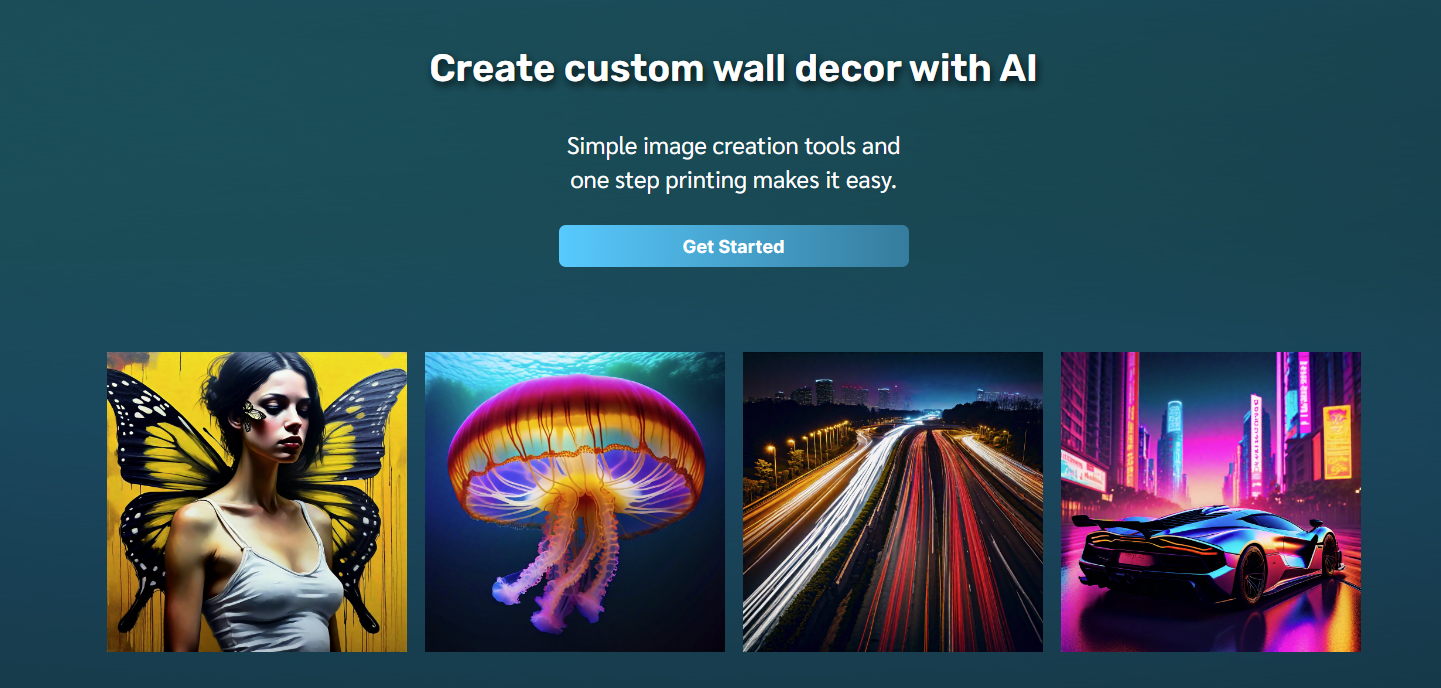 Create custom wall decor with AI
Simple image creation tools and
one step printing makes it easy.
Get Started